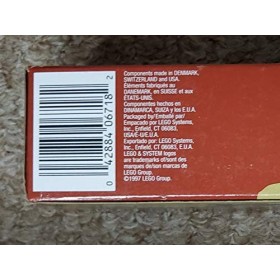 0 42884 06718 2
Components made in DENMARK,
SWITZERLAND and USA.
Eléments fabriqués au
DANEMARK, en SUISSE et aux
ÉTATS-UNIS.
Componentes hechos en
DINAMARCA, SUIZA y los E.U.A.
Packaged by/Emballé par/
Empacado por LEGO Systems,
Inc., Enfield, CT 06083,
USA/E-U/E.U.A.
Exportado por: LEGO Systems,
Inc., Enfield, CT 06083,
E.U.A.
LEGO & SYSTEM logos
are trademarks of/sont des
marques de/son marcas de
LEGO Group.
©1997 LEGO Group.